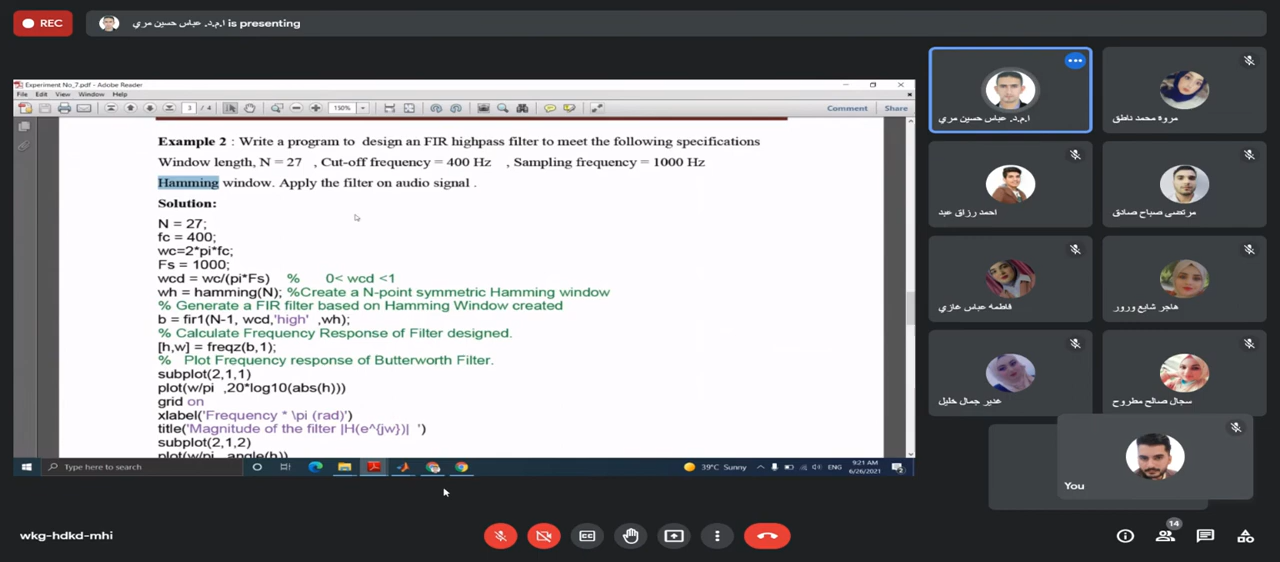 REC
ا.م.د. عباس حسين مري is presenting
Experiment No_7.pdf - Adobe Reader
File Edit View Window Help
3 / 4
150%
Comment
Share
Example 2 : Write a program to design an FIR highpass filter to meet the following specifications
Window length, N = 27 , Cut-off frequency = 400 Hz , Sampling frequency = 1000 Hz
Hamming window. Apply the filter on audio signal .
Solution:
N = 27;
fc = 400;
wc=2*pi*fc;
Fs = 1000;
wcd = wc/(pi*Fs) % 0< wcd <1
wh = hamming(N); %Create a N-point symmetric Hamming window
% Generate a FIR filter based on Hamming Window created
b = fir1(N-1, wcd,'high' ,wh);
% Calculate Frequency Response of Filter designed.
[h,w] = freqz(b,1);
% Plot Frequency response of Butterworth Filter.
subplot(2,1,1)
plot(w/pi ,20*log10(abs(h)))
grid on
xlabel('Frequency * \pi (rad)')
title('Magnitude of the filter |H(e^{jw})| ')
subplot(2,1,2)
plot(w/pi angle(h))
Type here to search
39°C Sunny
ENG
9:21 AM
6/26/2021
2
ا.م.د. عباس حسين مري
مروه محمد ناطق
احمد رزاق عبد
مرتضى صباح صادق
فاطمه عباس غازي
هاجر شايع ورور
غدير جمال خليل
سجال صالح مطروح
You
wkg-hdkd-mhi
14